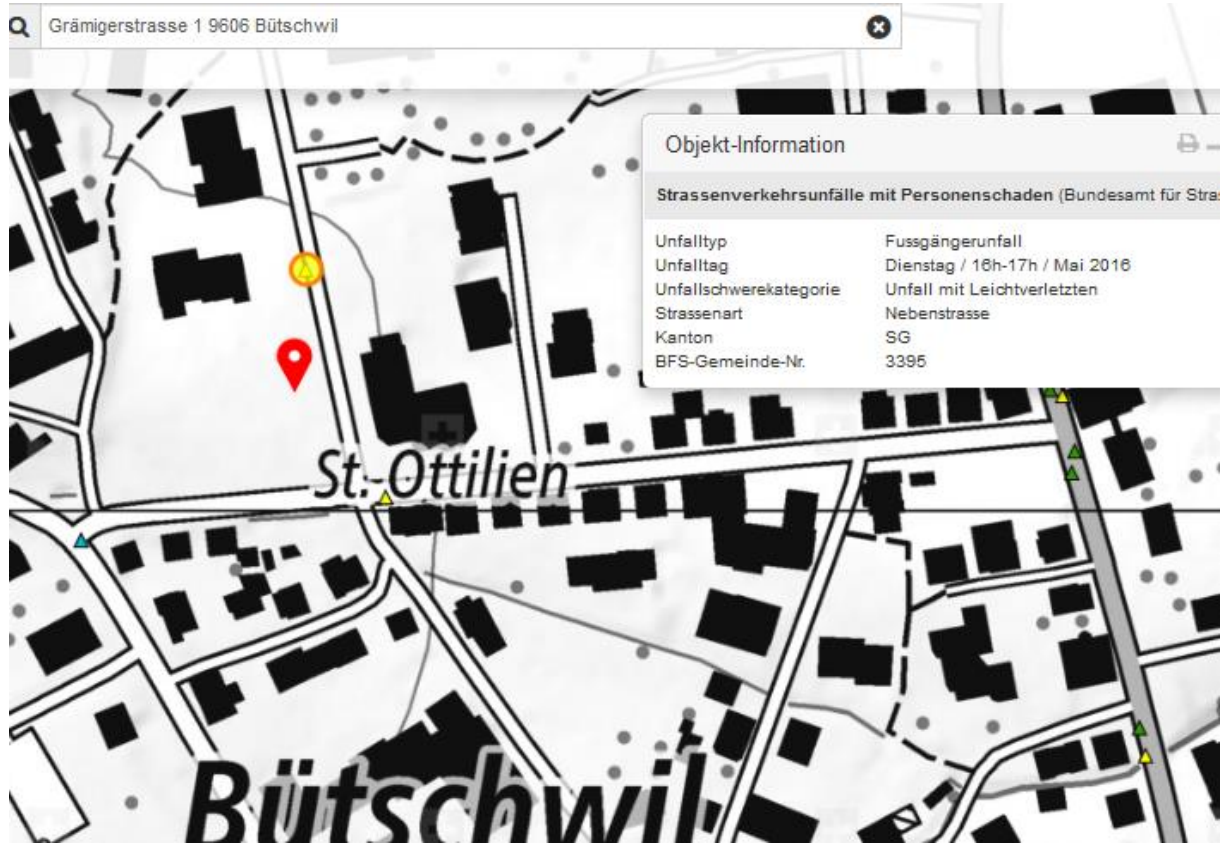 Grämigerstrasse 1 9606 Bütschwil
Objekt-Information
Strassenverkehrsunfälle mit Personenschaden (Bundesamt für Stra
Unfalltyp Fussgängerunfall
Unfalltag Dienstag / 16h-17h / Mai 2016
Unfallschwerekategorie Unfall mit Leichtverletzten
Strassenart Nebenstrasse
Kanton SG
BFS-Gemeinde-Nr. 3395
St.-Ottilien
Bütschwil